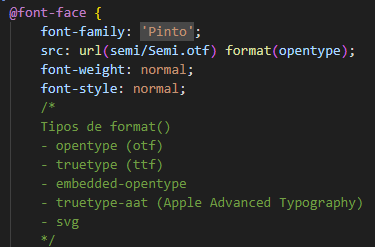 @font-face {
font-family: 'Pinto';
src: url(semi/Semi.otf) format(opentype);
font-weight: normal;
font-style: normal;
/*
Tipos de format()
- opentype (otf)
- truetype (ttf)
- embedded-opentype
- truetype-aat (Apple Advanced Typography)
- svg
*/